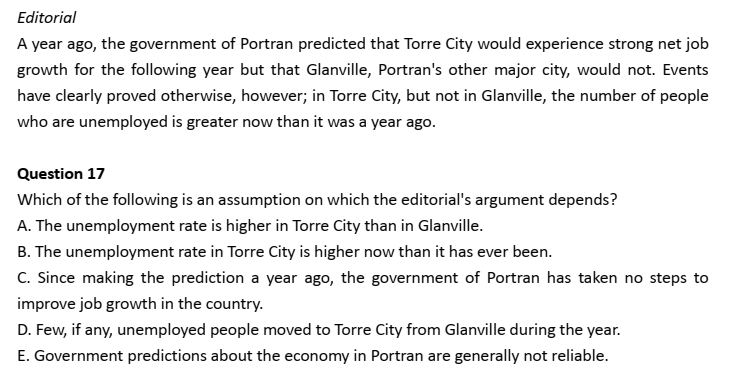 Editorial
A year ago, the government of Portran predicted that Torre City would experience strong net job
growth for the following year but that Glanville, Portran's other major city, would not. Events
have clearly proved otherwise, however; in Torre City, but not in Glanville, the number of people
who are unemployed is greater now than it was a year ago.
Question 17
Which of the following is an assumption on which the editorial's argument depends?
A. The unemployment rate is higher in Torre City than in Glanville.
B. The unemployment rate in Torre City is higher now than it has ever been.
C. Since making the prediction a year ago, the government of Portran has taken no steps to
improve job growth in the country.
D. Few, if any, unemployed people moved to Torre City from Glanville during the year.
E. Government predictions about the economy in Portran are generally not reliable.